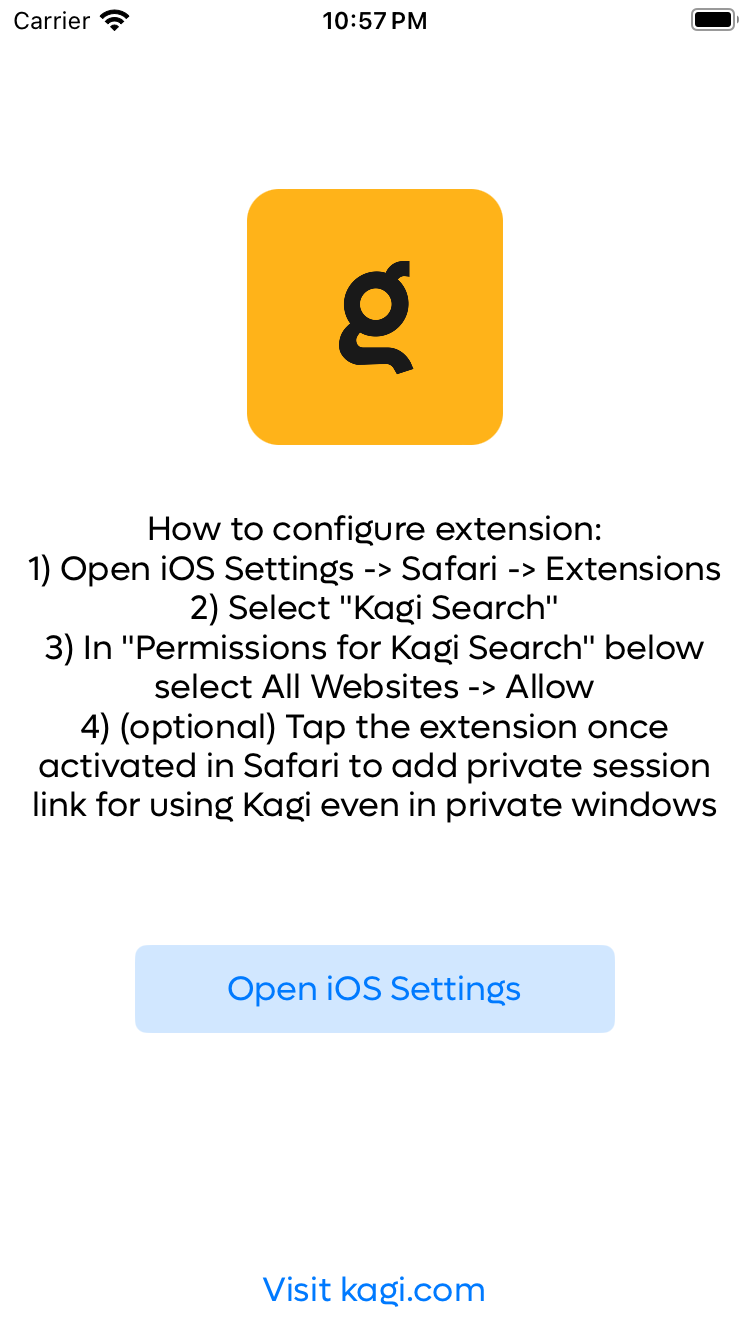 Carrier 10:57 PM
g
How to configure extension:
1) Open iOS Settings -> Safari -> Extensions
2) Select "Kagi Search"
3) In "Permissions for Kagi Search" below
select All Websites -> Allow
4) (optional) Tap the extension once
activated in Safari to add private session
link for using Kagi even in private windows
Open iOS Settings
Visit kagi.com